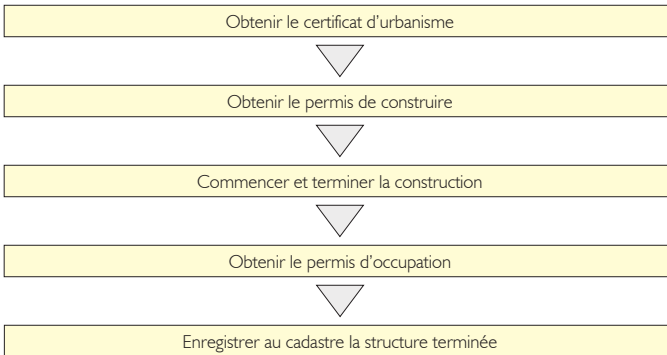 Obtenir le certificat d’urbanisme
Obtenir le permis de construire
Commencer et terminer la construction
Obtenir le permis d’occupation
Enregistrer au cadastre la structure terminée